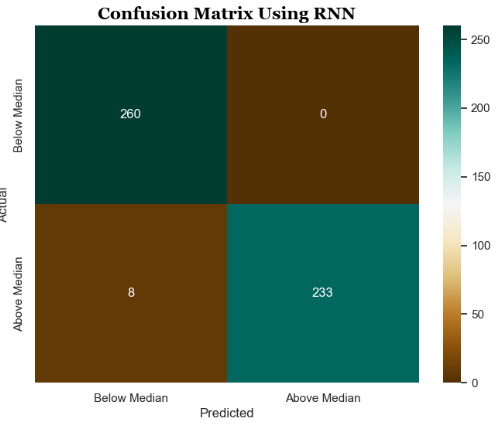 Confusion Matrix Using RNN
Below Median
260
0
Actual
Above Median
8
233
Below Median
Above Median
Predicted
250
200
150
100
50
0